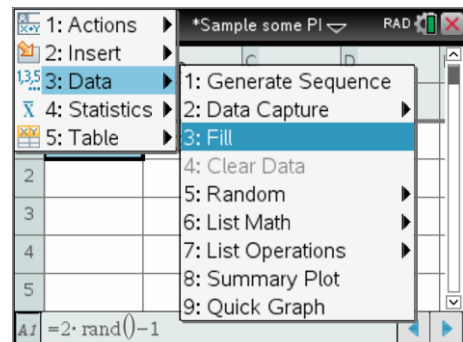 *Sample some PI RAD
1: Actions
2: Insert
3: Data
4: Statistics
5: Table
C D
1: Generate Sequence
2: Data Capture
3: Fill
4: Clear Data
5: Random
6: List Math
7: List Operations
8: Summary Plot
9: Quick Graph
2
3
4
5
A1 =2· rand()−1